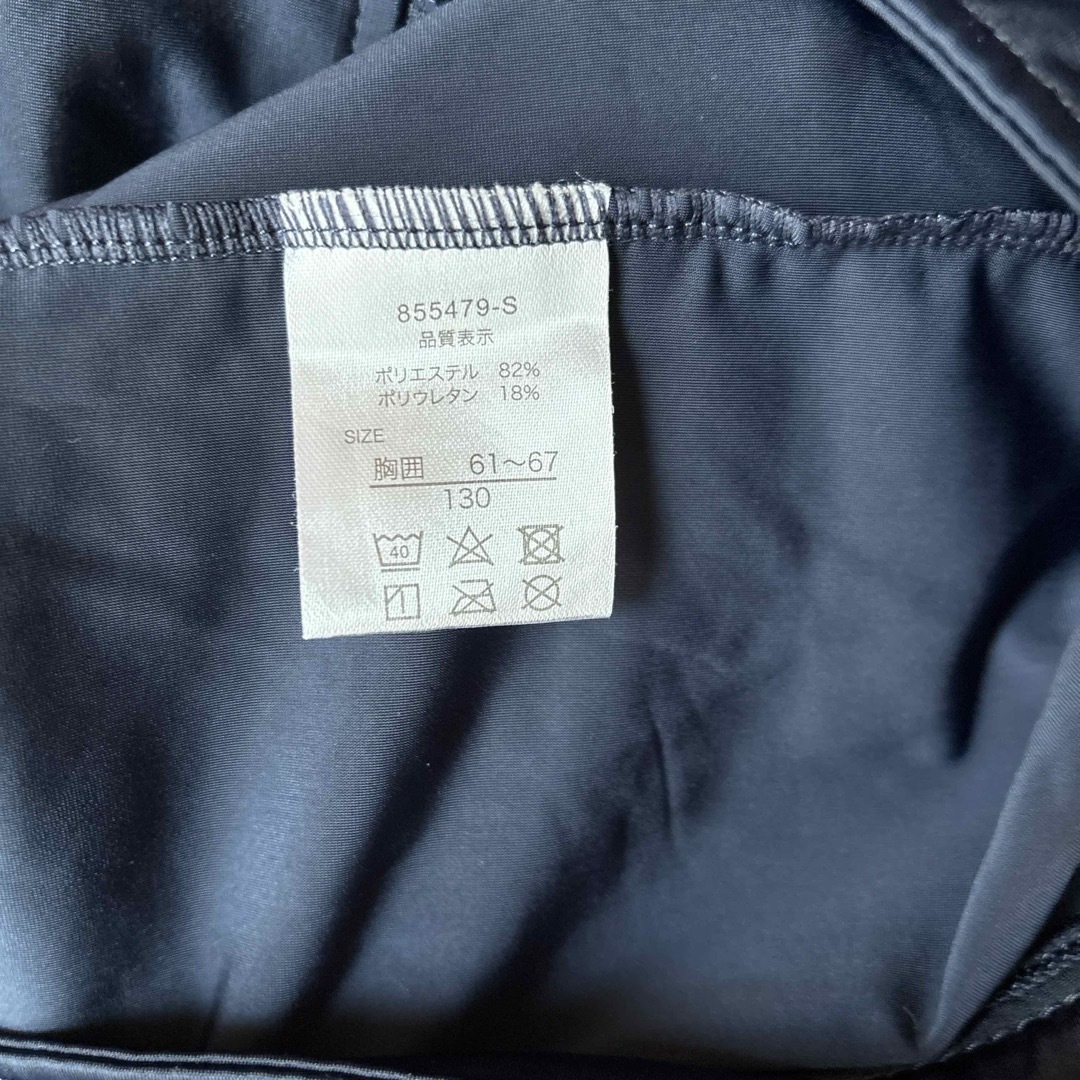 855479-S
品質表示
ポリエステル 82%
ポリウレタン 18%
SIZE
胸囲 61～67
130
40